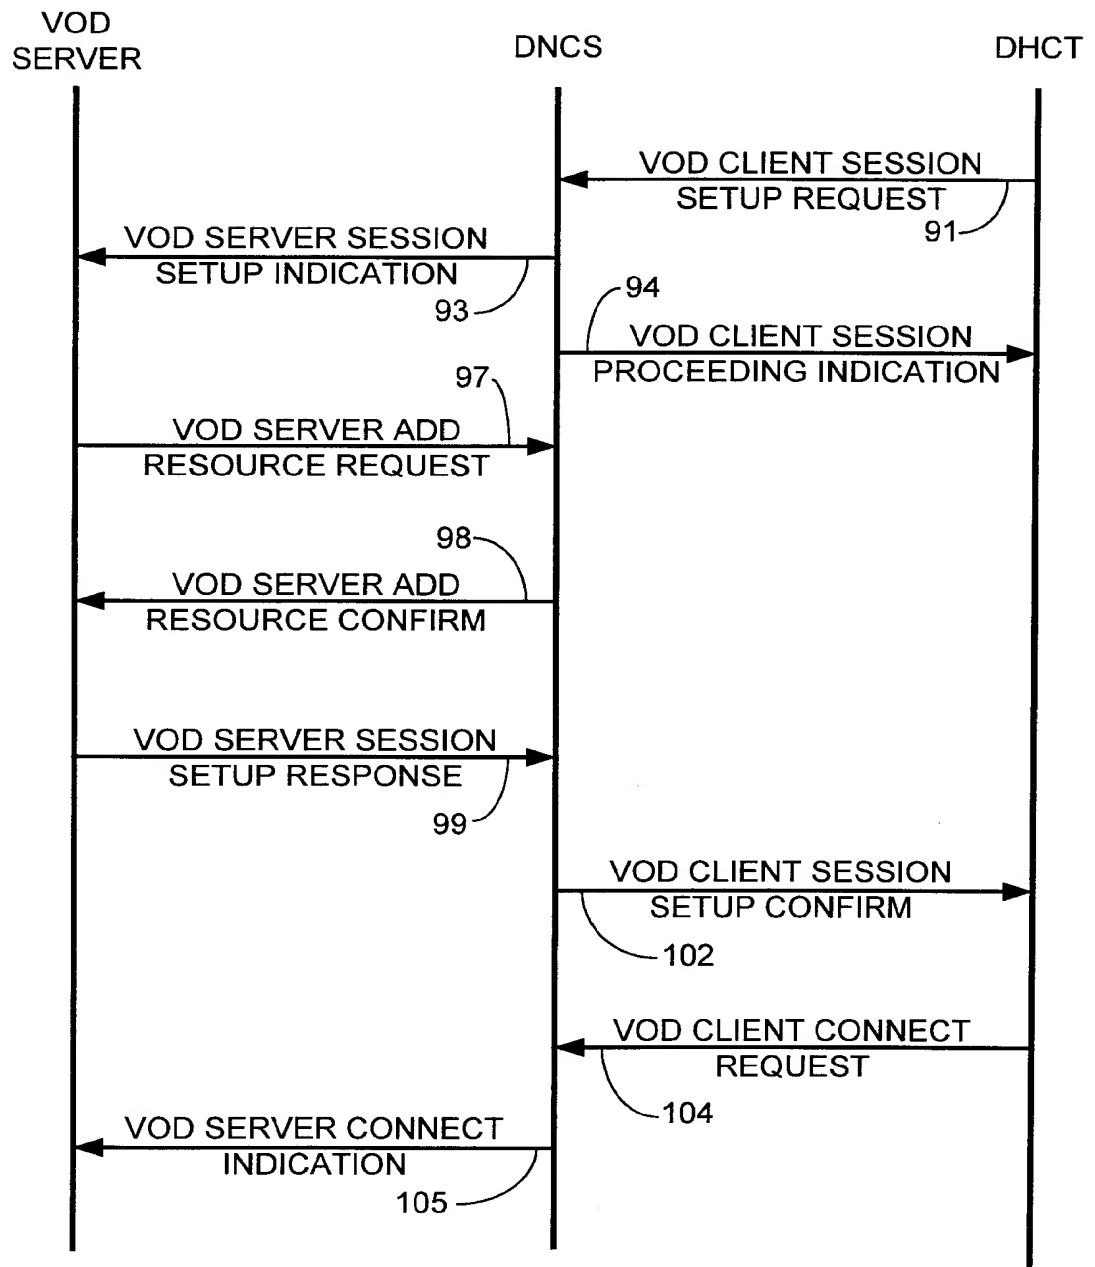 VOD
SERVER
DNCS
DHCT
VOD CLIENT SESSION
SETUP REQUEST
91
VOD SERVER SESSION
SETUP INDICATION
93
94
VOD CLIENT SESSION
PROCEEDING INDICATION
97
VOD SERVER ADD
RESOURCE REQUEST
98
VOD SERVER ADD
RESOURCE CONFIRM
VOD SERVER SESSION
SETUP RESPONSE
99
VOD CLIENT SESSION
SETUP CONFIRM
102
VOD CLIENT CONNECT
REQUEST
104
VOD SERVER CONNECT
INDICATION
105